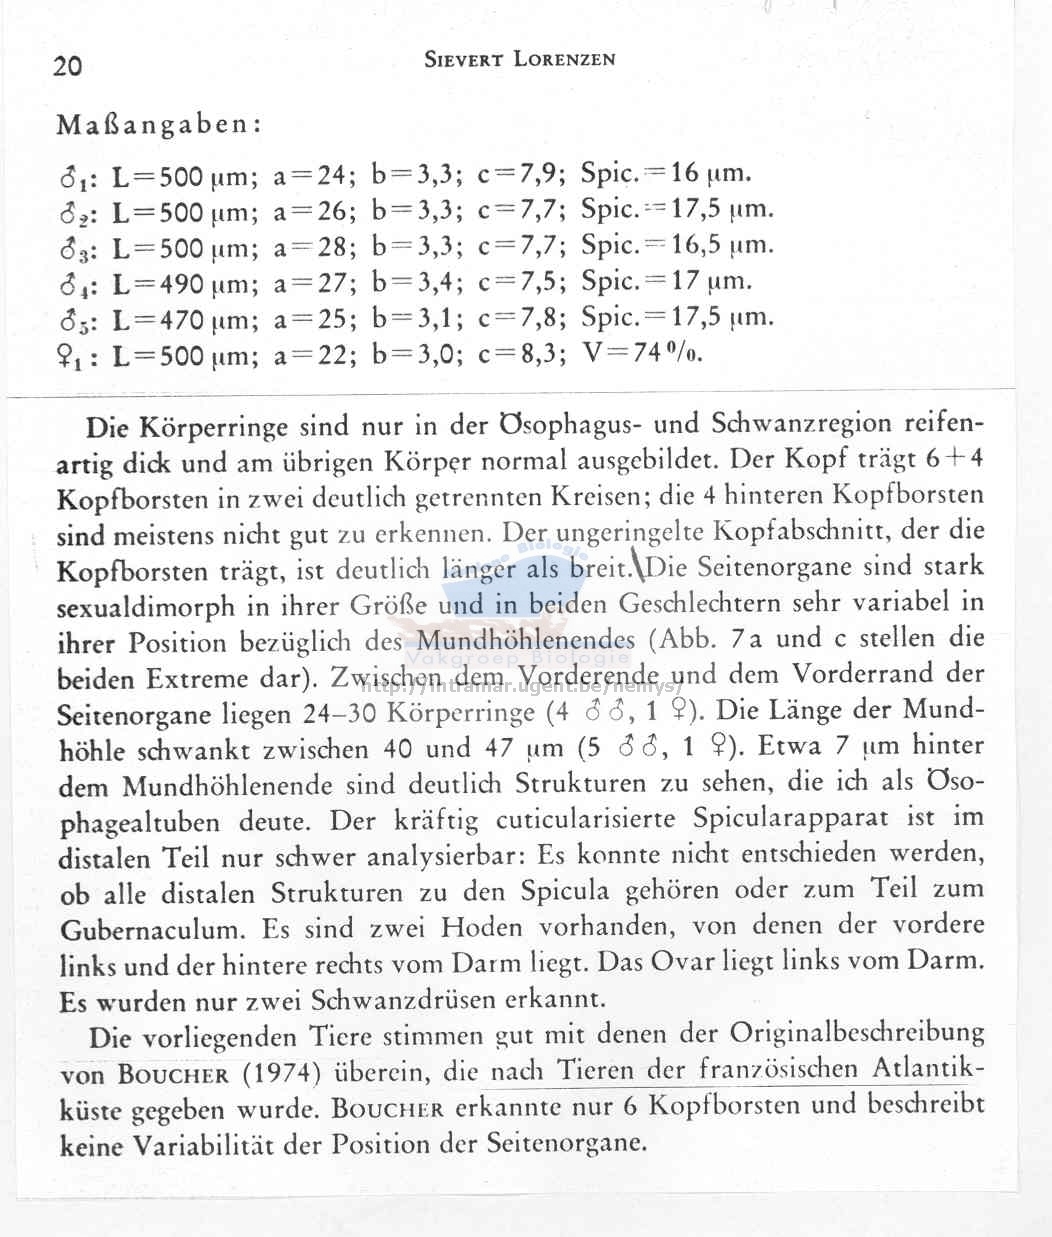 20
SIEVERT LORENZEN
Maßangaben:
♂1: L=500 µm; a=24; b=3,3; c=7,9; Spic.=16 µm.
♂2: L=500 µm; a=26; b=3,3; c=7,7; Spic.=17,5 µm.
♂3: L=500 µm; a=28; b=3,3; c=7,7; Spic.=16,5 µm.
♂4: L=490 µm; a=27; b=3,4; c=7,5; Spic.=17 µm.
♂5: L=470 µm; a=25; b=3,1; c=7,8; Spic.=17,5 µm.
♀1: L=500 µm; a=22; b=3,0; c=8,3; V=74%.
Die Körperringe sind nur in der Ösophagus- und Schwanzregion reifen-
artig dick und am übrigen Körper normal ausgebildet. Der Kopf trägt 6+4
Kopfborsten in zwei deutlich getrennten Kreisen; die 4 hinteren Kopfborsten
sind meistens nicht gut zu erkennen. Der ungeringelte Kopfabschnitt, der die
Kopfborsten trägt, ist deutlich länger als breit.\Die Seitenorgane sind stark
sexualdimorph in ihrer Größe und in beiden Geschlechtern sehr variabel in
ihrer Position bezüglich des Mundhöhlenendes (Abb. 7a und c stellen die
Vakgroep Biologie
beiden Extreme dar). Zwischen dem Vorderende und dem Vorderrand der
http://intramar.ugent.be/nemys/
Seitenorgane liegen 24–30 Körperringe (4 ♂♂, 1 ♀). Die Länge der Mund-
höhle schwankt zwischen 40 und 47 µm (5 ♂♂, 1 ♀). Etwa 7 µm hinter
dem Mundhöhlenende sind deutlich Strukturen zu sehen, die ich als Öso-
phagealtuben deute. Der kräftig cuticularisierte Spicularapparat ist im
distalen Teil nur schwer analysierbar: Es konnte nicht entschieden werden,
ob alle distalen Strukturen zu den Spicula gehören oder zum Teil zum
Gubernaculum. Es sind zwei Hoden vorhanden, von denen der vordere
links und der hintere rechts vom Darm liegt. Das Ovar liegt links vom Darm.
Es wurden nur zwei Schwanzdrüsen erkannt.
Die vorliegenden Tiere stimmen gut mit denen der Originalbeschreibung
von BOUCHER (1974) überein, die nach Tieren der französischen Atlantik-
küste gegeben wurde. BOUCHER erkannte nur 6 Kopfborsten und beschreibt
keine Variabilität der Position der Seitenorgane.